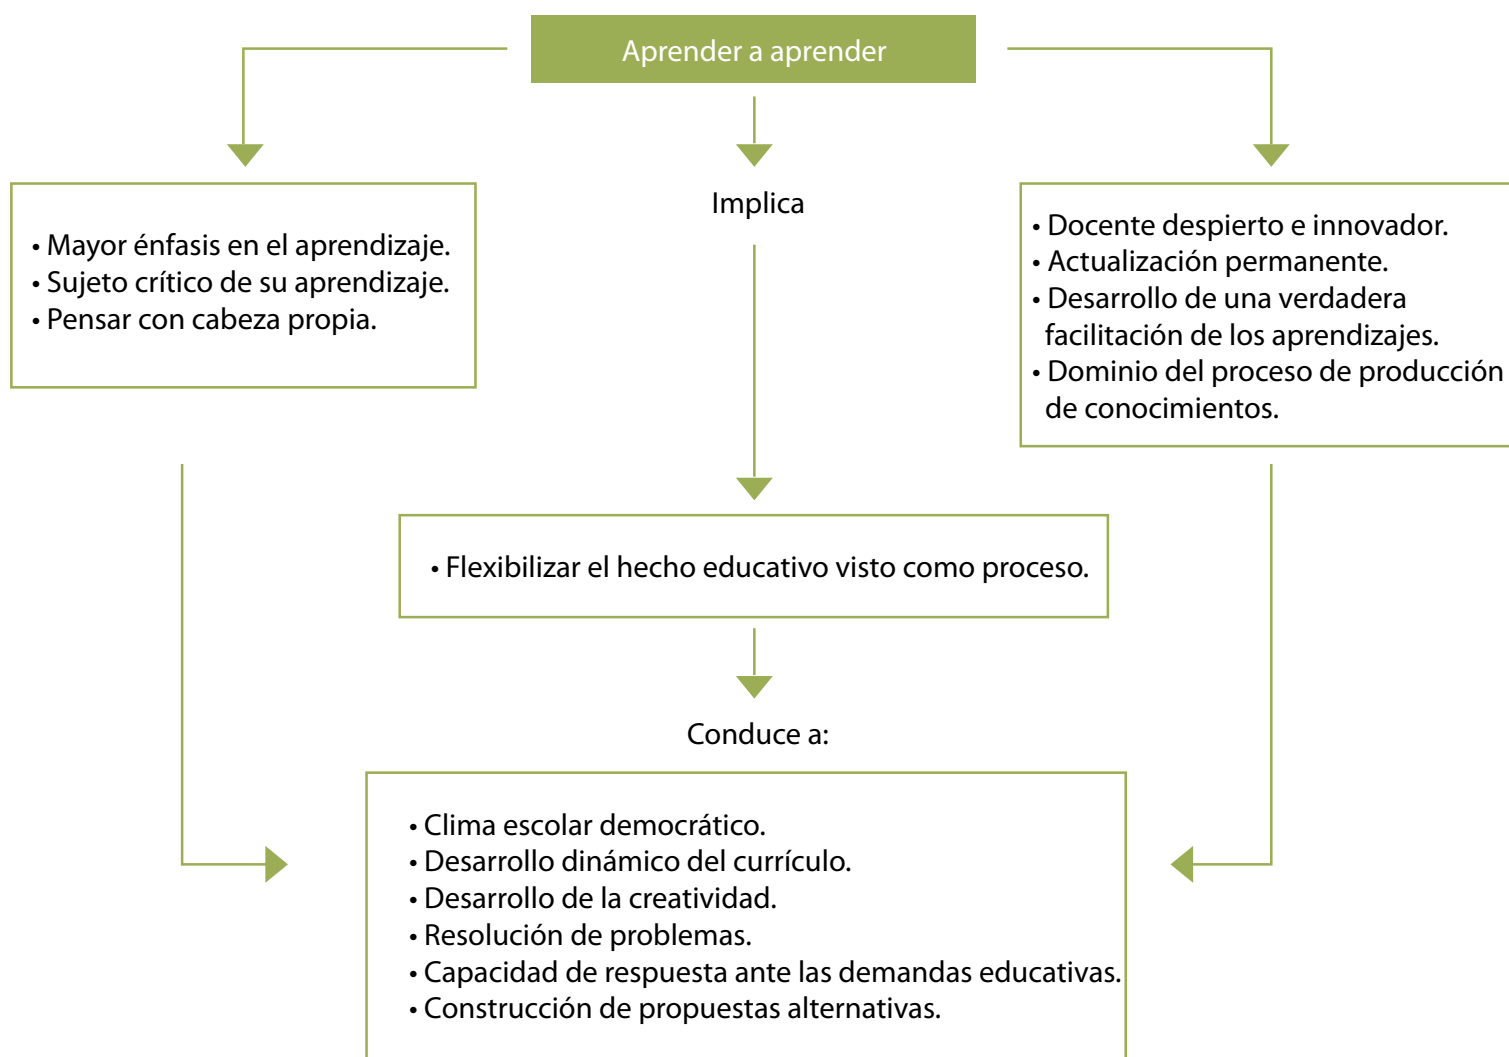 Aprender a aprender
• Mayor énfasis en el aprendizaje.
• Sujeto crítico de su aprendizaje.
• Pensar con cabeza propia.
Implica
• Docente despierto e innovador.
• Actualización permanente.
• Desarrollo de una verdadera
facilitación de los aprendizajes.
• Dominio del proceso de producción
de conocimientos.
• Flexibilizar el hecho educativo visto como proceso.
Conduce a:
• Clima escolar democrático.
• Desarrollo dinámico del currículo.
• Desarrollo de la creatividad.
• Resolución de problemas.
• Capacidad de respuesta ante las demandas educativas.
• Construcción de propuestas alternativas.